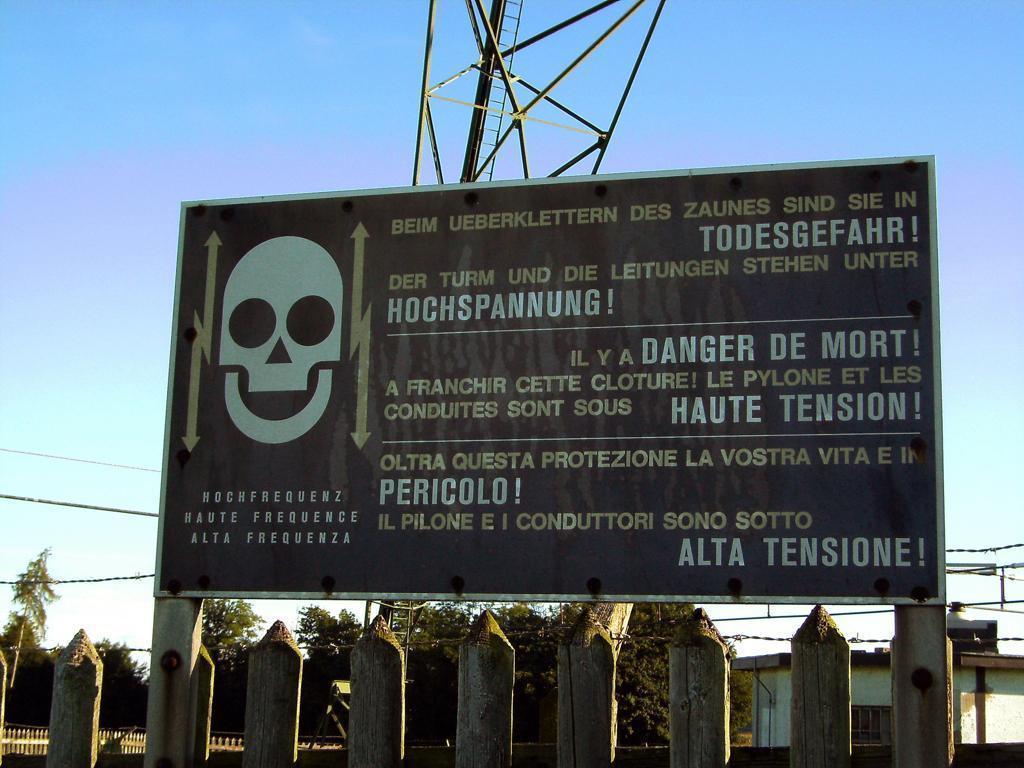 BEIM UEBERKLETTERN DES ZAUNES SIND SIE IN
TODESGEFAHR!
DER TURM UND DIE LEITUNGEN STEHEN UNTER
HOCHSPANNUNG!
IL Y A DANGER DE MORT!
A FRANCHIR CETTE CLOTURE! LE PYLONE ET LES
CONDUITES SONT SOUS HAUTE TENSION!
OLTRA QUESTA PROTEZIONE LA VOSTRA VITA E IN
PERICOLO!
IL PILONE E I CONDUTTORI SONO SOTTO
ALTA TENSIONE!
HOCHFREQUENZ
HAUTE FREQUENCE
ALTA FREQUENZA